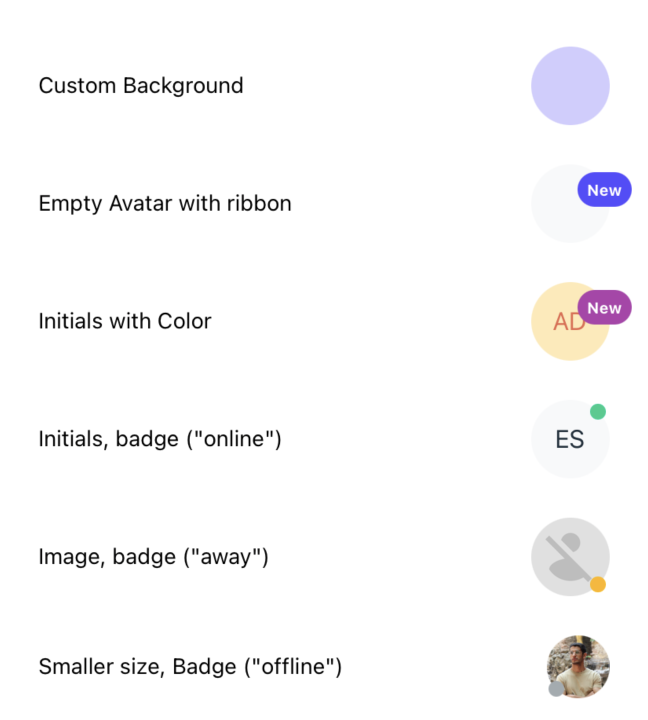 Custom Background
Empty Avatar with ribbon
New
Initials with Color
AD
New
Initials, badge ("online")
ES
Image, badge ("away")
Smaller size, Badge ("offline")